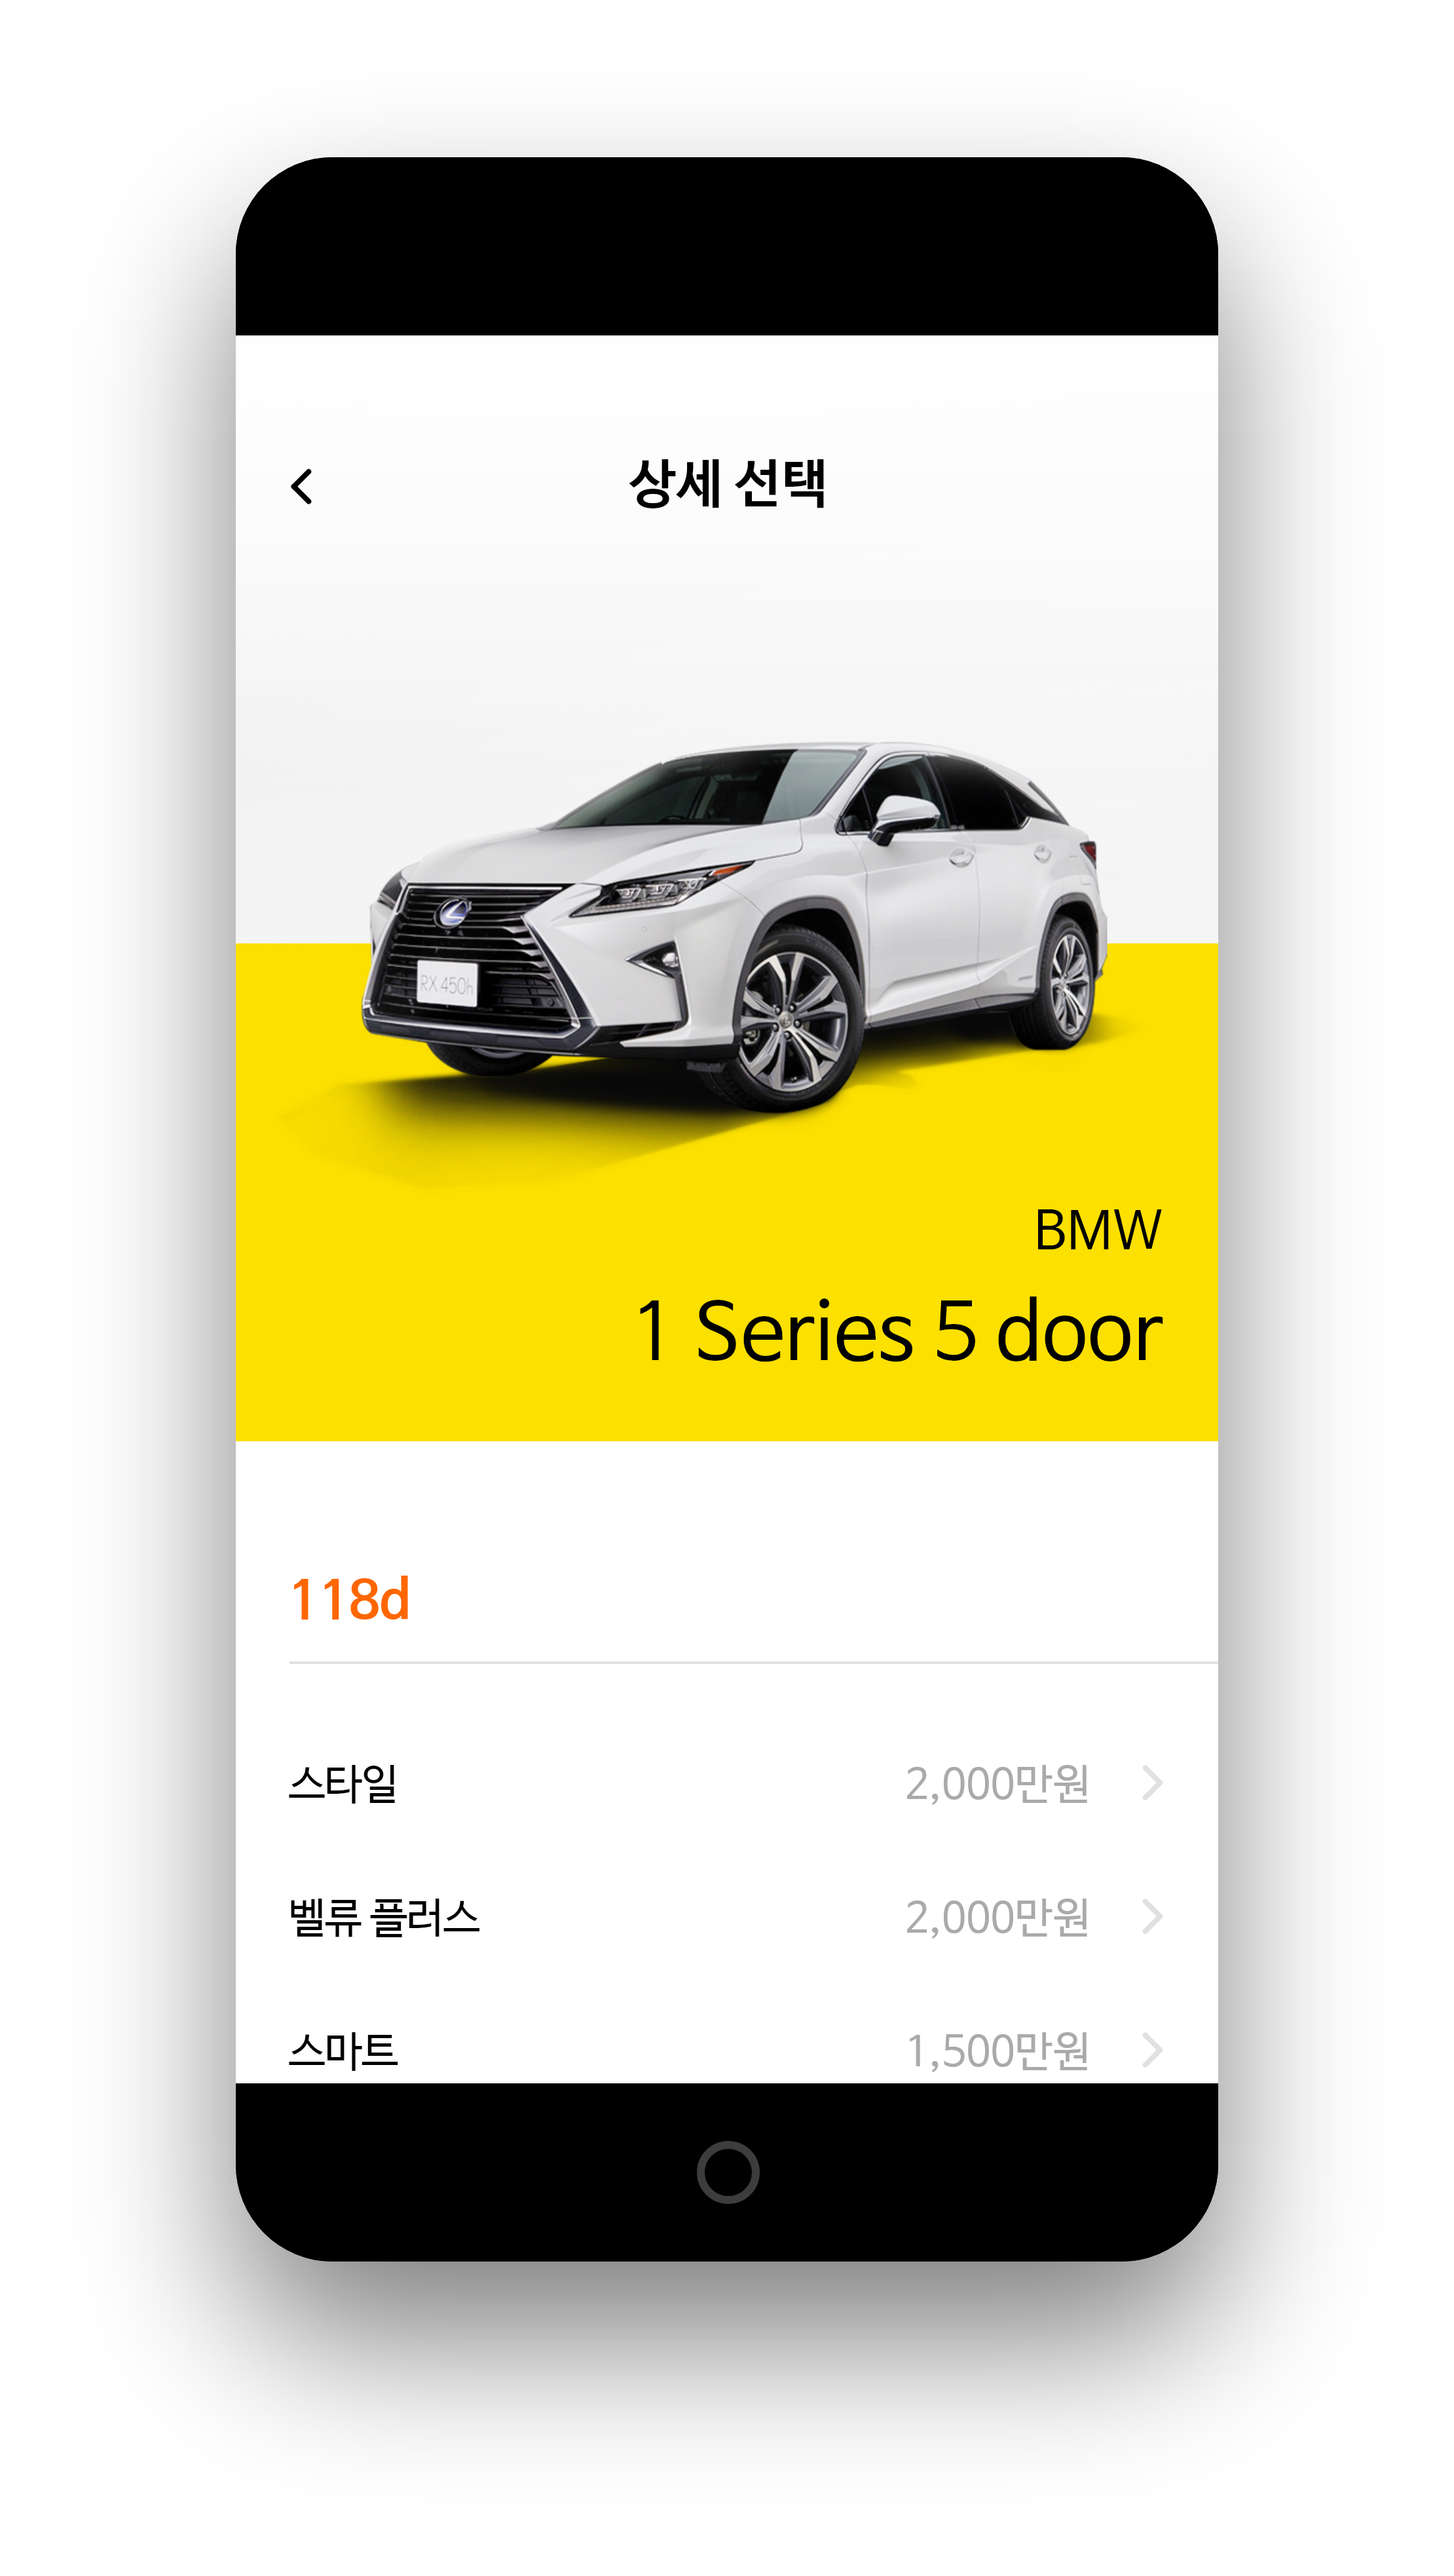 상세 선택
RX 450h
BMW
1 Series 5 door
118d
스타일 2,000만원
벨류 플러스 2,000만원
스마트 1,500만원